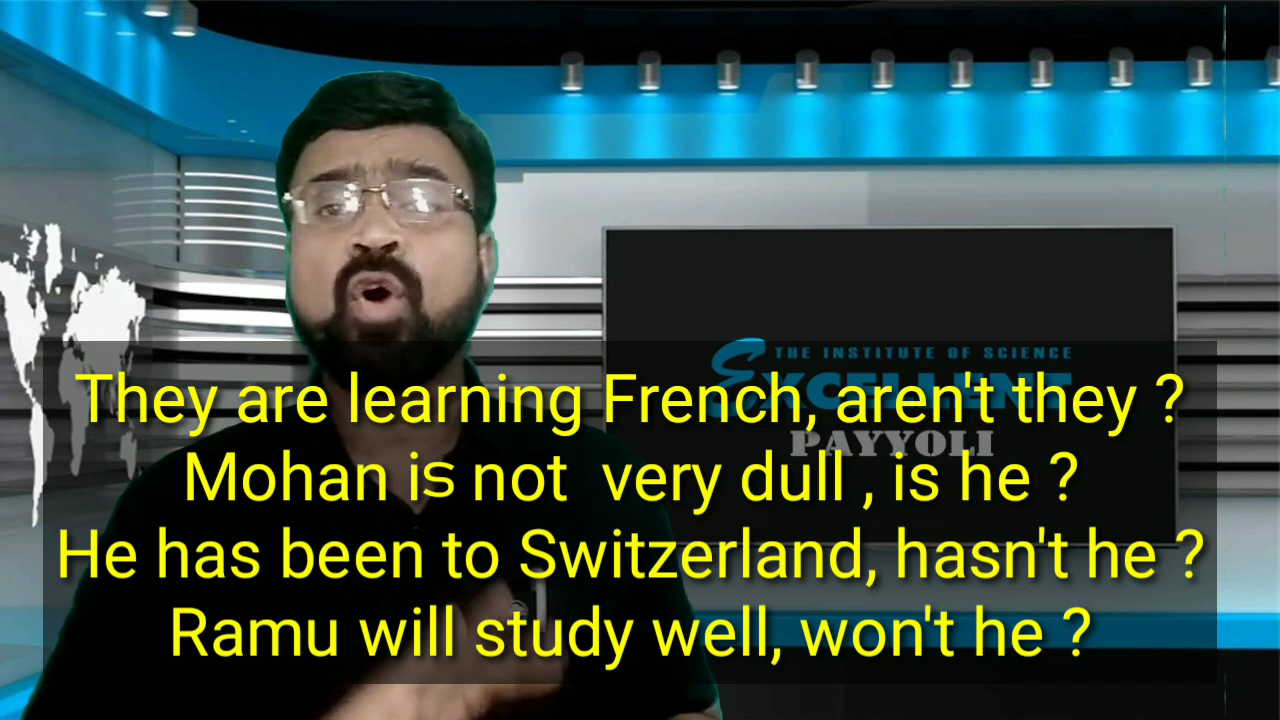 THE INSTITUTE OF SCIENCE
EXCELLENT
PAYYOLI
They are learning French, aren't they ?
Mohan is not very dull , is he ?
He has been to Switzerland, hasn't he ?
Ramu will study well, won't he ?